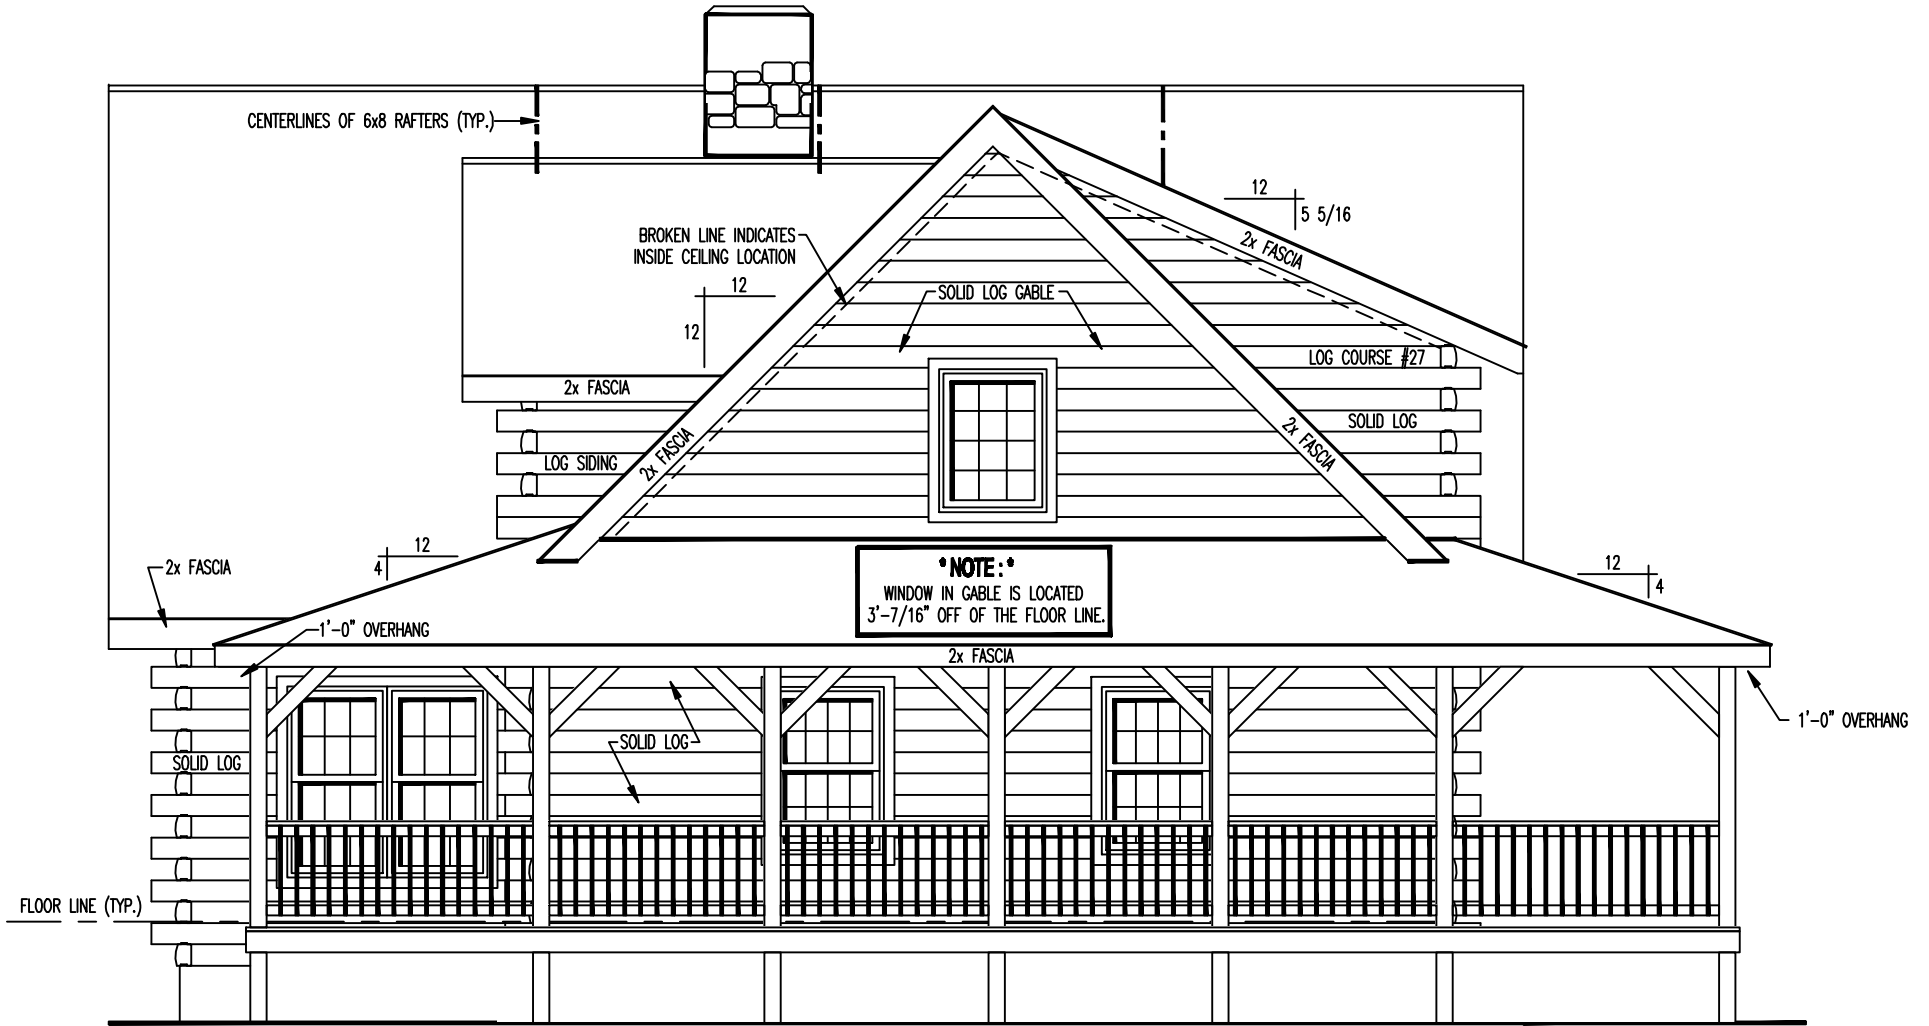 CENTERLINES OF 6x8 RAFTERS (TYP.)
12
5 5/16
2x FASCIA
BROKEN LINE INDICATES
INSIDE CEILING LOCATION
12
12
SOLID LOG GABLE
LOG COURSE #27
2x FASCIA
SOLID LOG
2x FASCIA
2x FASCIA
LOG SIDING
12
4
2x FASCIA
12
4
*NOTE:*
WINDOW IN GABLE IS LOCATED
3'-7/16" OFF OF THE FLOOR LINE.
1'-0" OVERHANG
2x FASCIA
1'-0" OVERHANG
SOLID LOG
SOLID LOG
FLOOR LINE (TYP.)